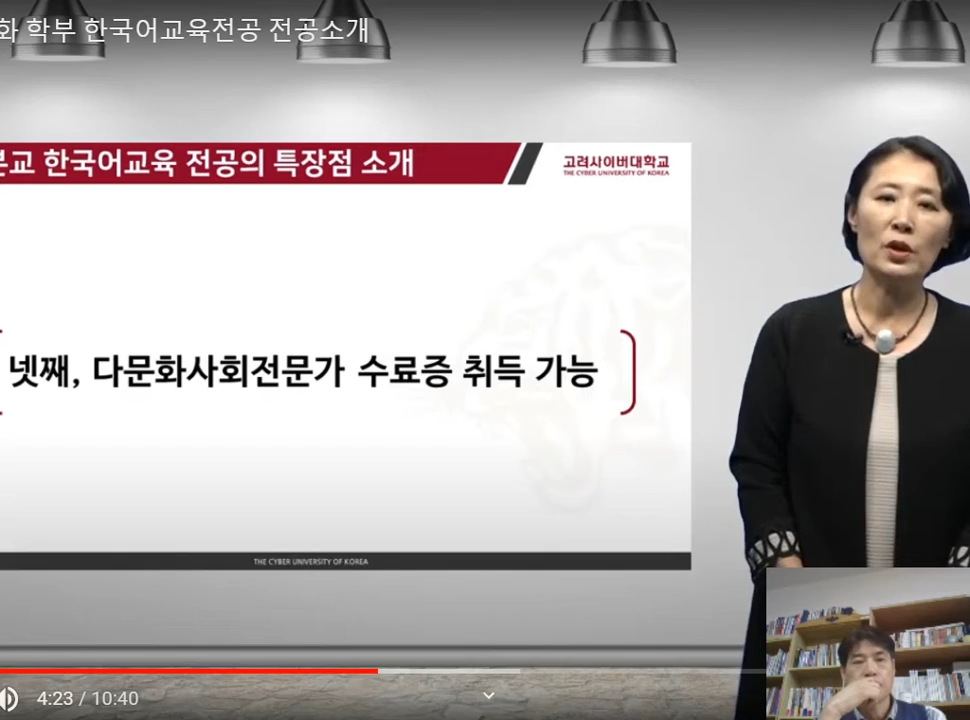 화 학부 한국어교육전공 전공소개
본교 한국어교육 전공의 특장점 소개
고려사이버대학교
THE CYBER UNIVERSITY OF KOREA
넷째, 다문화사회전문가 수료증 취득 가능
THE CYBER UNIVERSITY OF KOREA
4:23 / 10:40